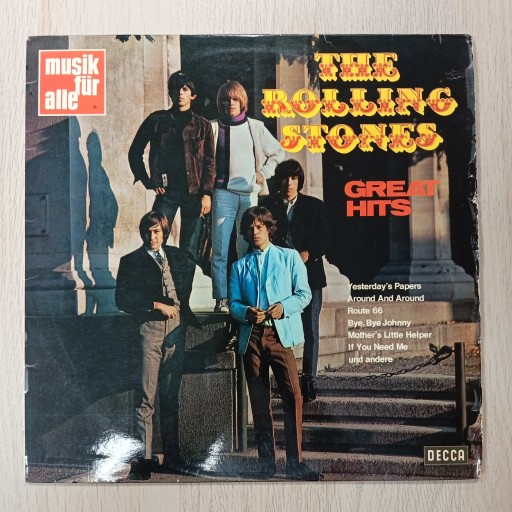 musik
für
alle
THE
ROLLING
STONES
GREAT
HITS
Yesterday's Papers
Around And Around
Route 66
Bye, Bye Johnny
Mother's Little Helper
If You Need Me
und andere
DECCA